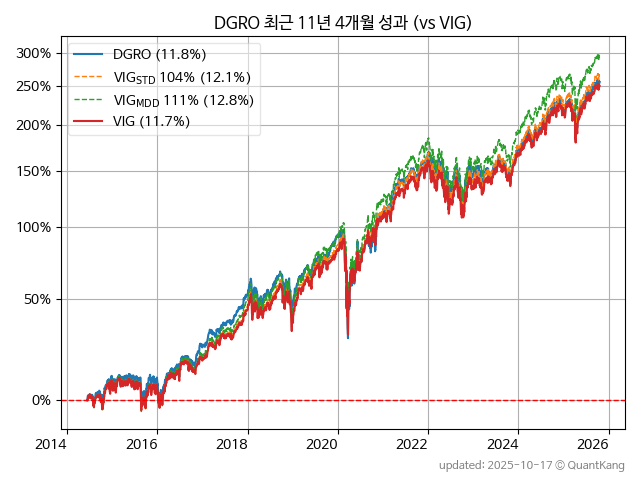 DGRO 최근 11년 4개월 성과 (vs VIG)
DGRO (11.8%)
VIG_STD 104% (12.1%)
VIG_MDD 111% (12.8%)
VIG (11.7%)
300%
250%
200%
150%
100%
50%
0%
2014 2016 2018 2020 2022 2024 2026
updated: 2025-10-17 © QuantKang